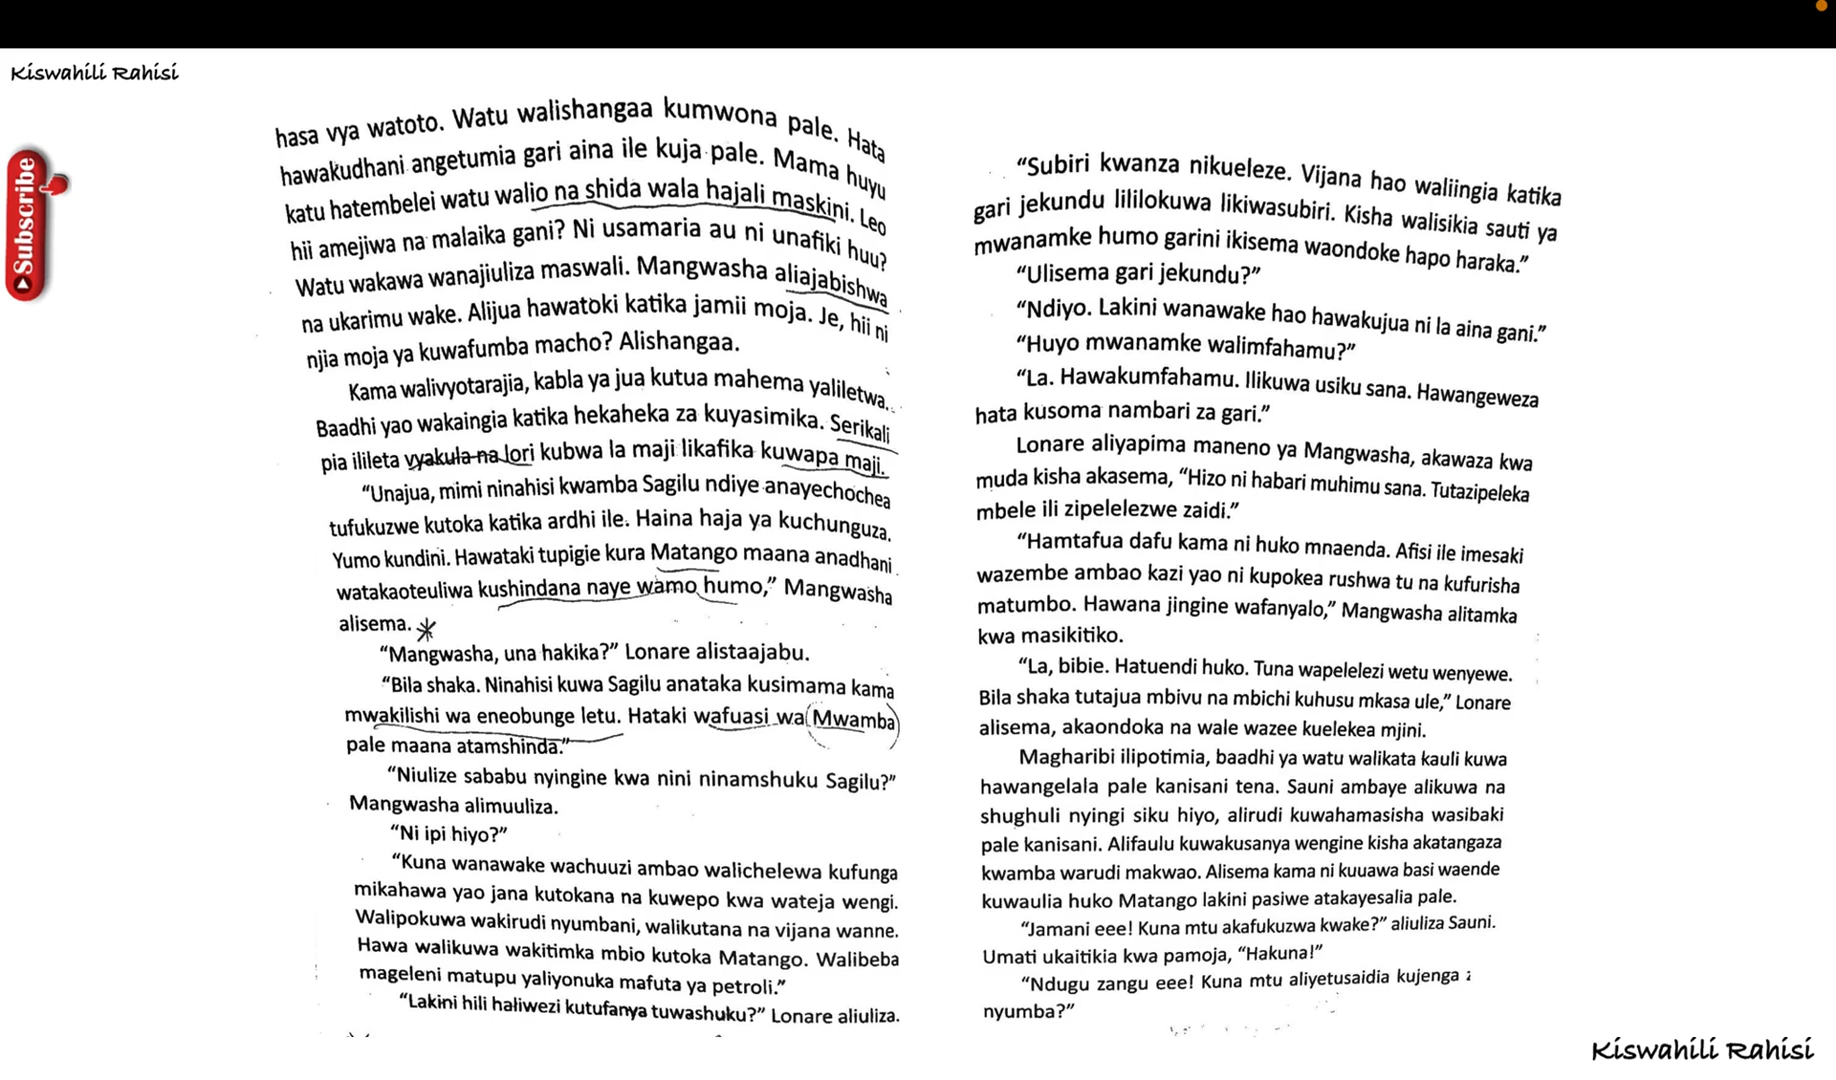 Kiswahili Rahisi
Subscribe
hasa vya watoto. Watu walishangaa kumwona pale. Hata
hawakudhani angetumia gari aina ile kuja pale. Mama huyu
katu hatembelei watu walio na shida wala hajali maskini. Leo
hii amejiwa na malaika gani? Ni usamaria au ni unafiki huu?
Watu wakawa wanajiuliza maswali. Mangwasha aliajabishwa
na ukarimu wake. Alijua hawatoki katika jamii moja. Je, hii ni
njia moja ya kuwafumba macho? Alishangaa.
Kama walivyotarajia, kabla ya jua kutua mahema yaliletwa.
Baadhi yao wakaingia katika hekaheka za kuyasimika. Serikali
pia ilileta vyakula na lori kubwa la maji likafika kuwapa maji.
“Unajua, mimi ninahisi kwamba Sagilu ndiye anayechochea
tufukuzwe kutoka katika ardhi ile. Haina haja ya kuchunguza.
Yumo kundini. Hawataki tupigie kura Matango maana anadhani
watakaoteuliwa kushindana naye wamo humo,” Mangwasha
alisema.
“Mangwasha, una hakika?” Lonare alistaajabu.
“Bila shaka. Ninahisi kuwa Sagilu anataka kusimama kama
mwakilishi wa eneobunge letu. Hataki wafuasi wa Mwamba
pale maana atamshinda.”
“Niulize sababu nyingine kwa nini ninamshuku Sagilu?”
Mangwasha alimuuliza.
“Ni ipi hiyo?”
“Kuna wanawake wachuuzi ambao walichelewa kufunga
mikahawa yao jana kutokana na kuwepo kwa wateja wengi.
Walipokuwa wakirudi nyumbani, walikutana na vijana wanne.
Hawa walikuwa wakitimka mbio kutoka Matango. Walibeba
mageleni matupu yaliyonuka mafuta ya petroli.”
“Lakini hili haliwezi kutufanya tuwashuku?” Lonare aliuliza.
“Subiri kwanza nikueleze. Vijana hao waliingia katika
gari jekundu lililokuwa likiwasubiri. Kisha walisikia sauti ya
mwanamke humo garini ikisema waondoke hapo haraka.”
“Ulisema gari jekundu?”
“Ndiyo. Lakini wanawake hao hawakujua ni la aina gani.”
“Huyo mwanamke walimfahamu?”
“La. Hawakumfahamu. Ilikuwa usiku sana. Hawangeweza
hata kusoma nambari za gari.”
Lonare aliyapima maneno ya Mangwasha, akawaza kwa
muda kisha akasema, “Hizo ni habari muhimu sana. Tutazipeleka
mbele ili zipelelezwe zaidi.”
“Hamtafua dafu kama ni huko mnaenda. Afisi ile imesaki
wazembe ambao kazi yao ni kupokea rushwa tu na kufurisha
matumbo. Hawana jingine wafanyalo,” Mangwasha alitamka
kwa masikitiko.
“La, bibie. Hatuendi huko. Tuna wapelelezi wetu wenyewe.
Bila shaka tutajua mbivu na mbichi kuhusu mkasa ule,” Lonare
alisema, akaondoka na wale wazee kuelekea mjini.
Magharibi ilipotimia, baadhi ya watu walikata kauli kuwa
hawangelala pale kanisani tena. Sauni ambaye alikuwa na
shughuli nyingi siku hiyo, alirudi kuwahamasisha wasibaki
pale kanisani. Alifaulu kuwakusanya wengine kisha akatangaza
kwamba warudi makwao. Alisema kama ni kuuawa basi waende
kuwaulia huko Matango lakini pasiwe atakayesalia pale.
“Jamani eee! Kuna mtu akafukuzwa kwake?” aliuliza Sauni.
Umati ukaitikia kwa pamoja, “Hakuna!”
“Ndugu zangu eee! Kuna mtu aliyetusaidia kujenga
nyumba?”
Kiswahili Rahisi